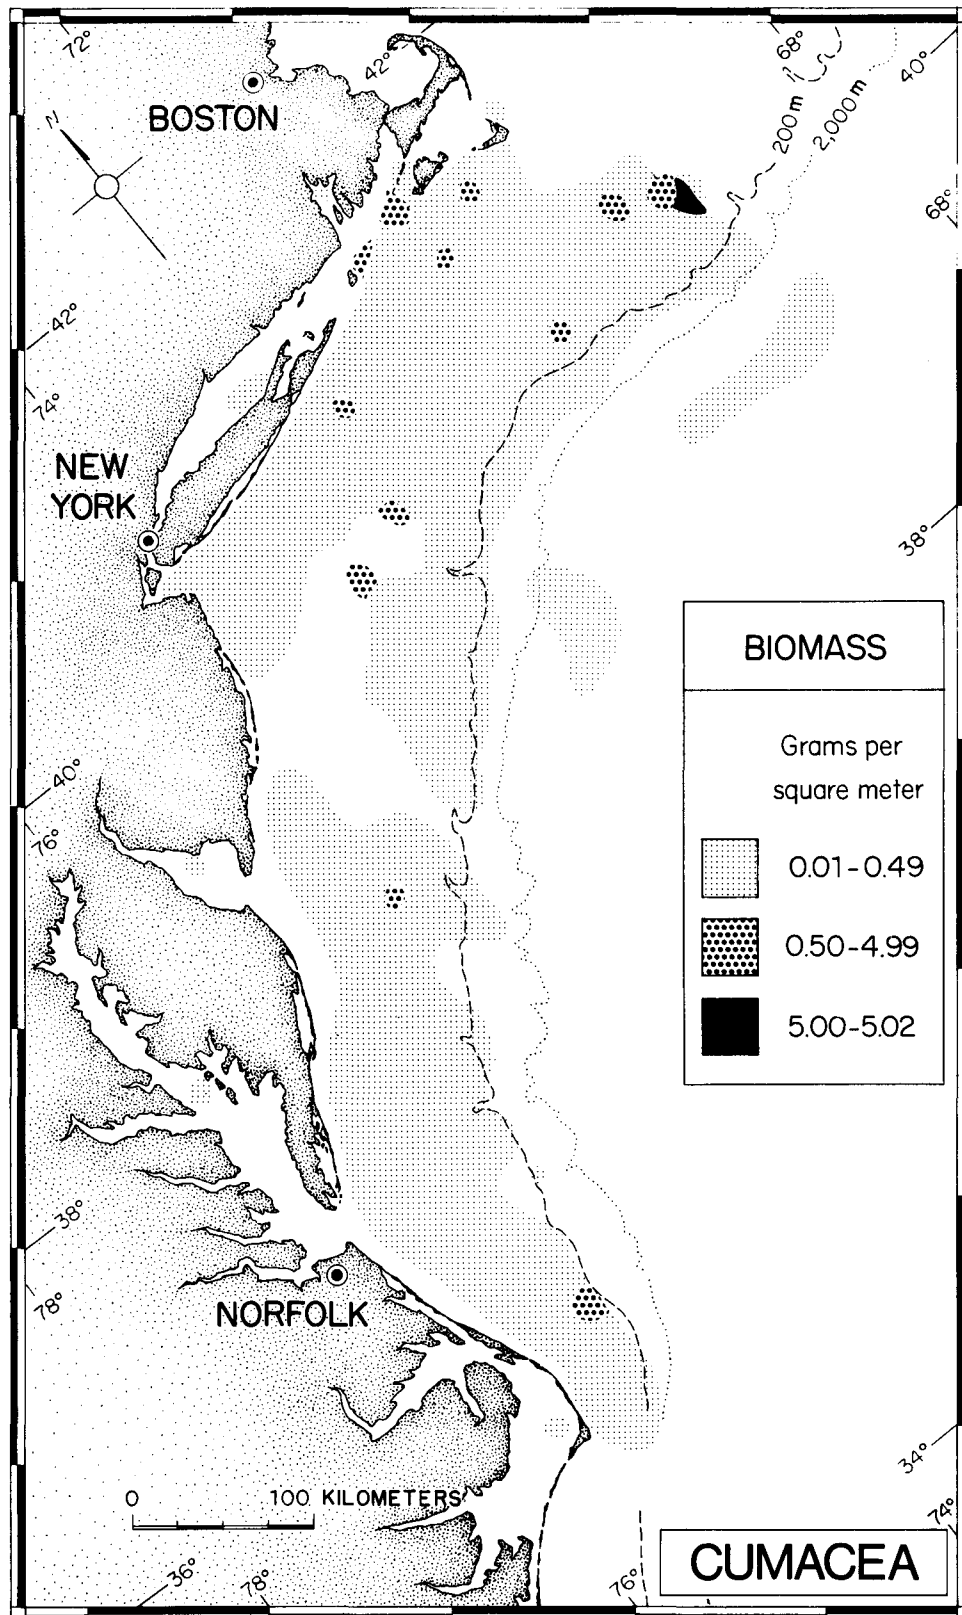 72°
42°
68°
40°
BOSTON
200 m
2,000 m
N
68°
42°
74°
NEW
YORK
38°
BIOMASS
Grams per
square meter
0.01-0.49
0.50-4.99
5.00-5.02
40°
76°
38°
78°
NORFOLK
34°
0 100 KILOMETERS
74°
CUMACEA
36°
78°
76°